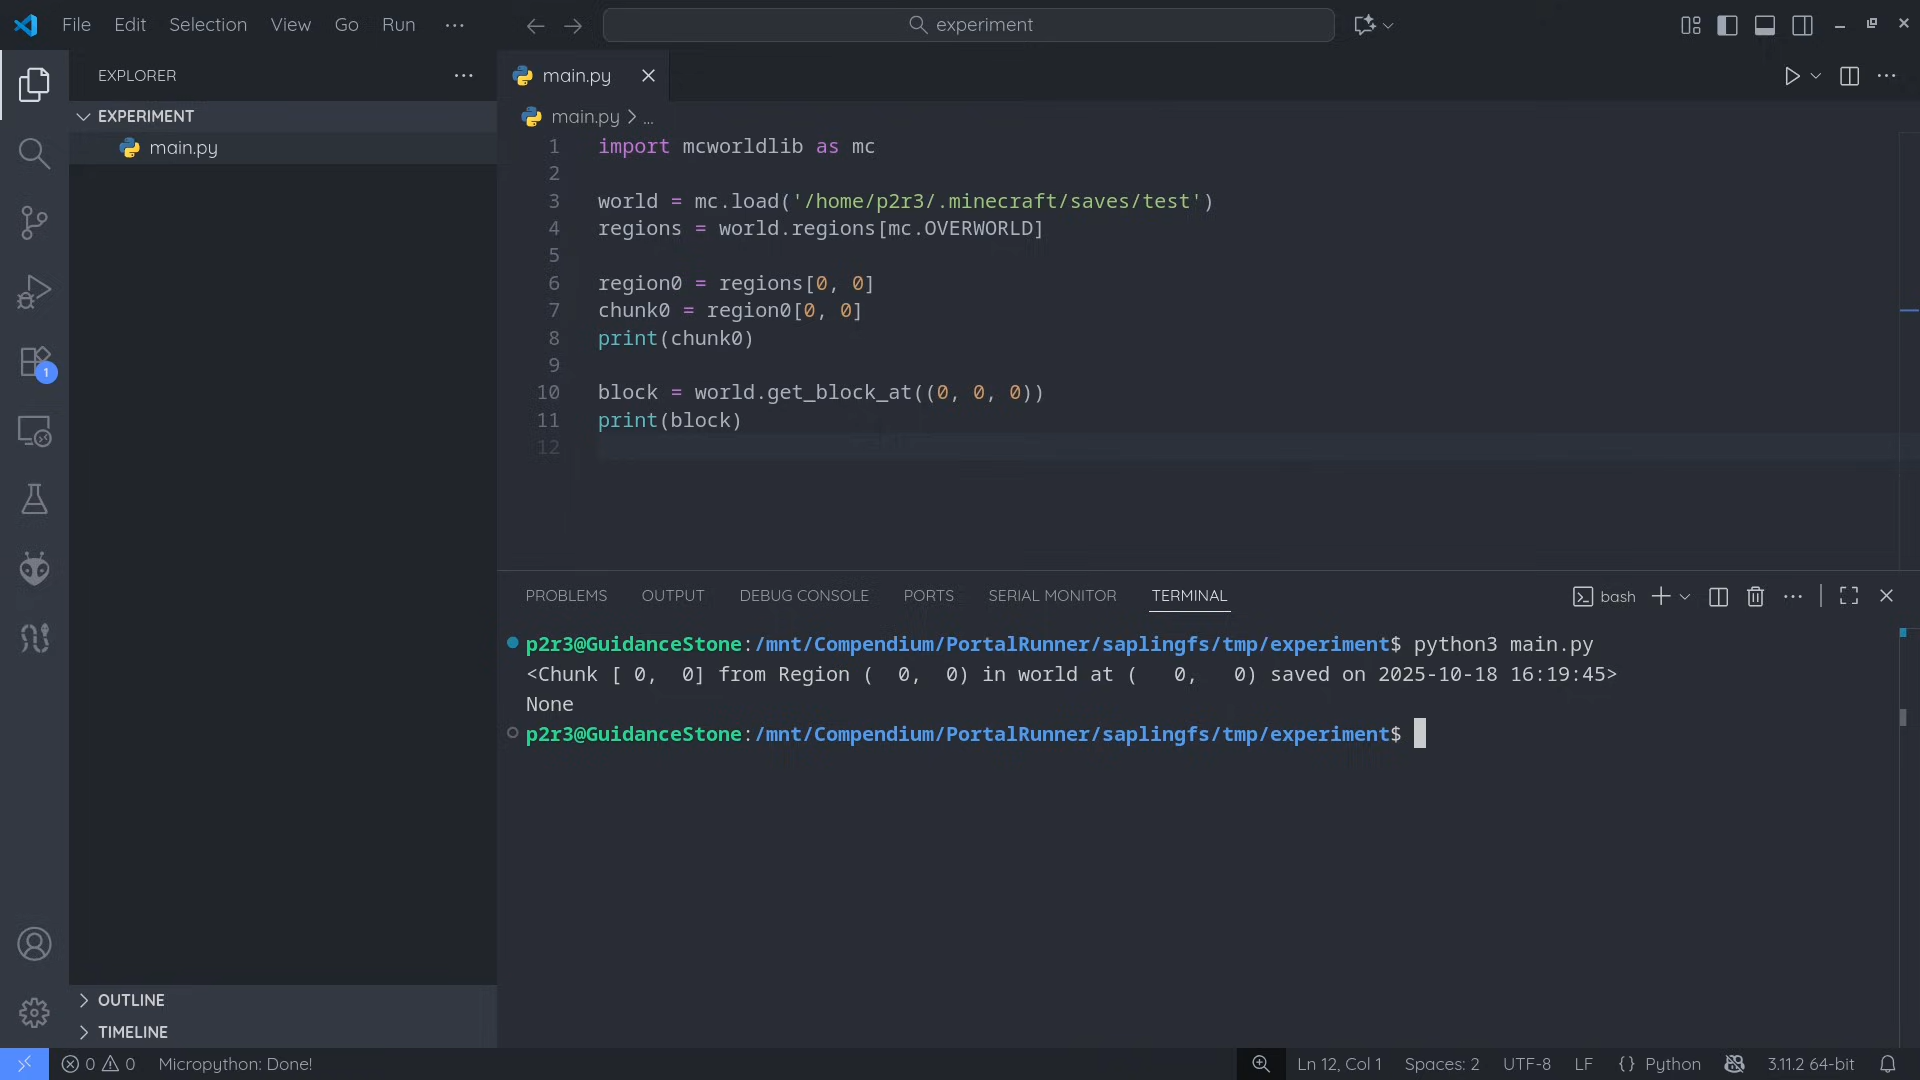 File Edit Selection View Go Run ···
experiment
EXPLORER ···
EXPERIMENT
main.py
main.py
main.py > ...
1 import mcworldlib as mc
2
3 world = mc.load('/home/p2r3/.minecraft/saves/test')
4 regions = world.regions[mc.OVERWORLD]
5
6 region0 = regions[0, 0]
7 chunk0 = region0[0, 0]
8 print(chunk0)
9
10 block = world.get_block_at((0, 0, 0))
11 print(block)
12
1
PROBLEMS OUTPUT DEBUG CONSOLE PORTS SERIAL MONITOR TERMINAL
bash
p2r3@GuidanceStone:/mnt/Compendium/PortalRunner/saplingfs/tmp/experiment$ python3 main.py
<Chunk [ 0,  0] from Region (  0,  0) in world at (   0,   0) saved on 2025-10-18 16:19:45>
None
p2r3@GuidanceStone:/mnt/Compendium/PortalRunner/saplingfs/tmp/experiment$
OUTLINE
TIMELINE
0 0 Micropython: Done! Ln 12, Col 1 Spaces: 2 UTF-8 LF {} Python 3.11.2 64-bit